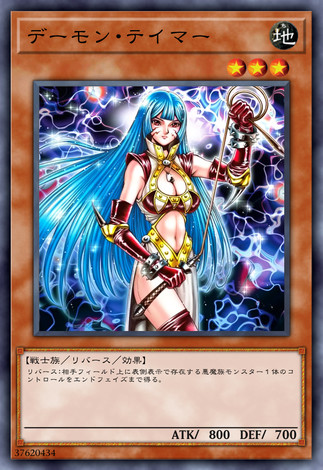 デーモン・テイマー
地
【戦士族／リバース／効果】
リバース：相手フィールド上に表側表示で存在する悪魔族モンスター１体のコ
ントロールをエンドフェイズまで得る。
ATK/ 800 DEF/ 700
37620434